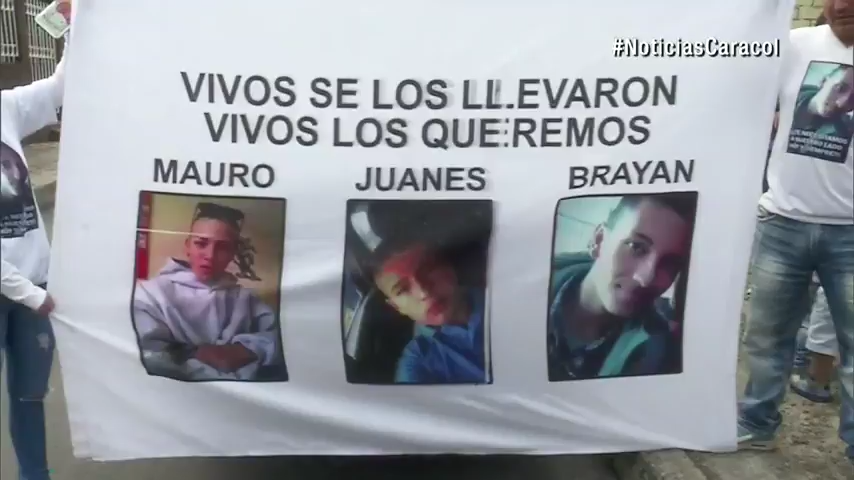 #NoticiasCaracol
VIVOS SE LOS LLEVARON
VIVOS LOS QUEREMOS
MAURO JUANES BRAYAN